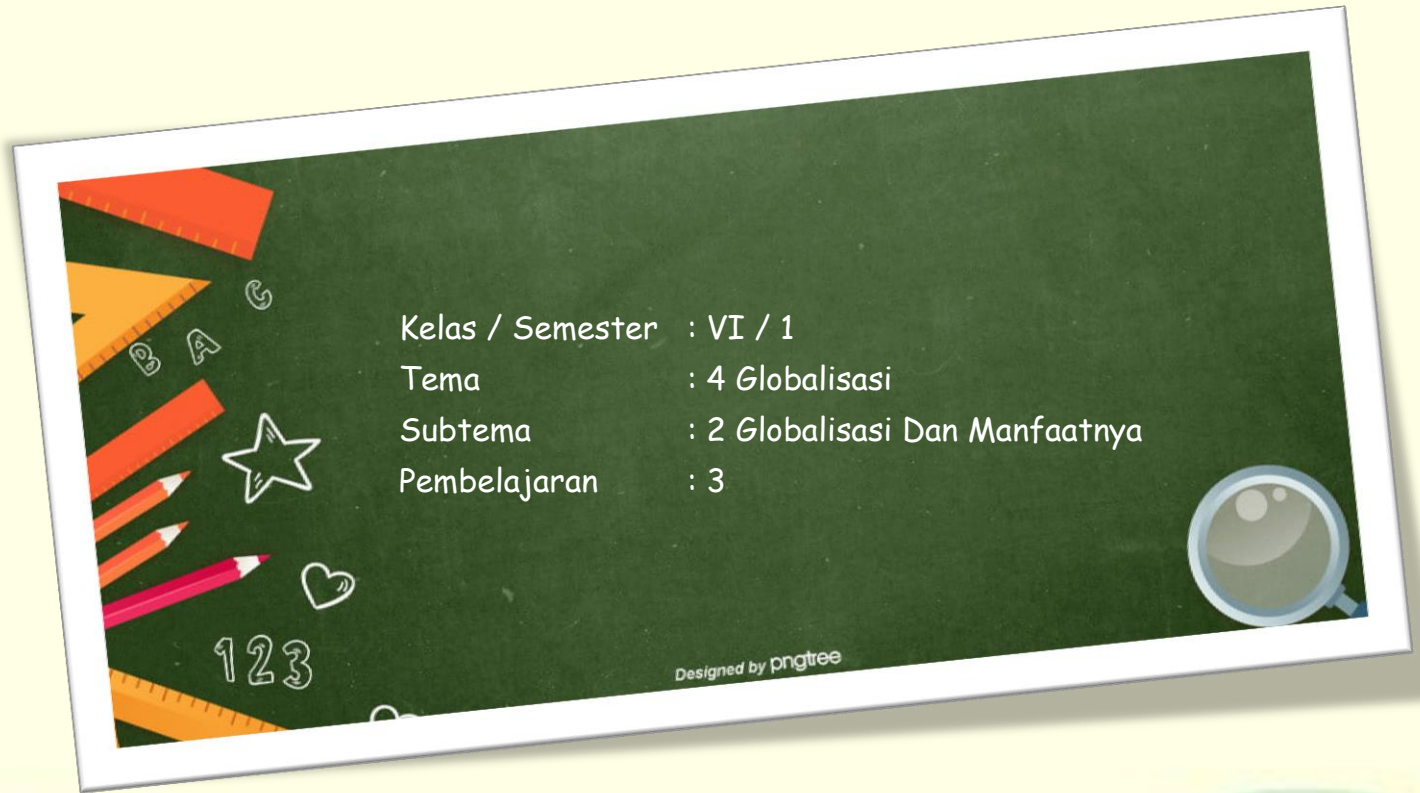 C
B A
Kelas / Semester : VI / 1
Tema : 4 Globalisasi
Subtema : 2 Globalisasi Dan Manfaatnya
Pembelajaran : 3
123
Designed by pngtree